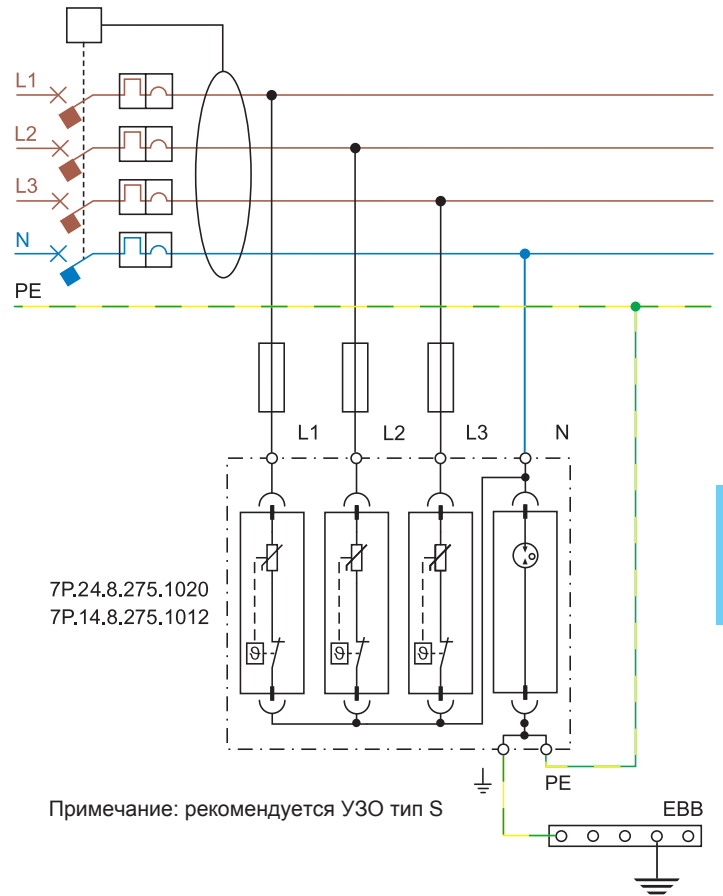 L1
L2
L3
N
PE
L1 L2 L3 N
7P.24.8.275.1020
7P.14.8.275.1012
ϑ ϑ ϑ
PE
Примечание: рекомендуется УЗО тип S
EBB